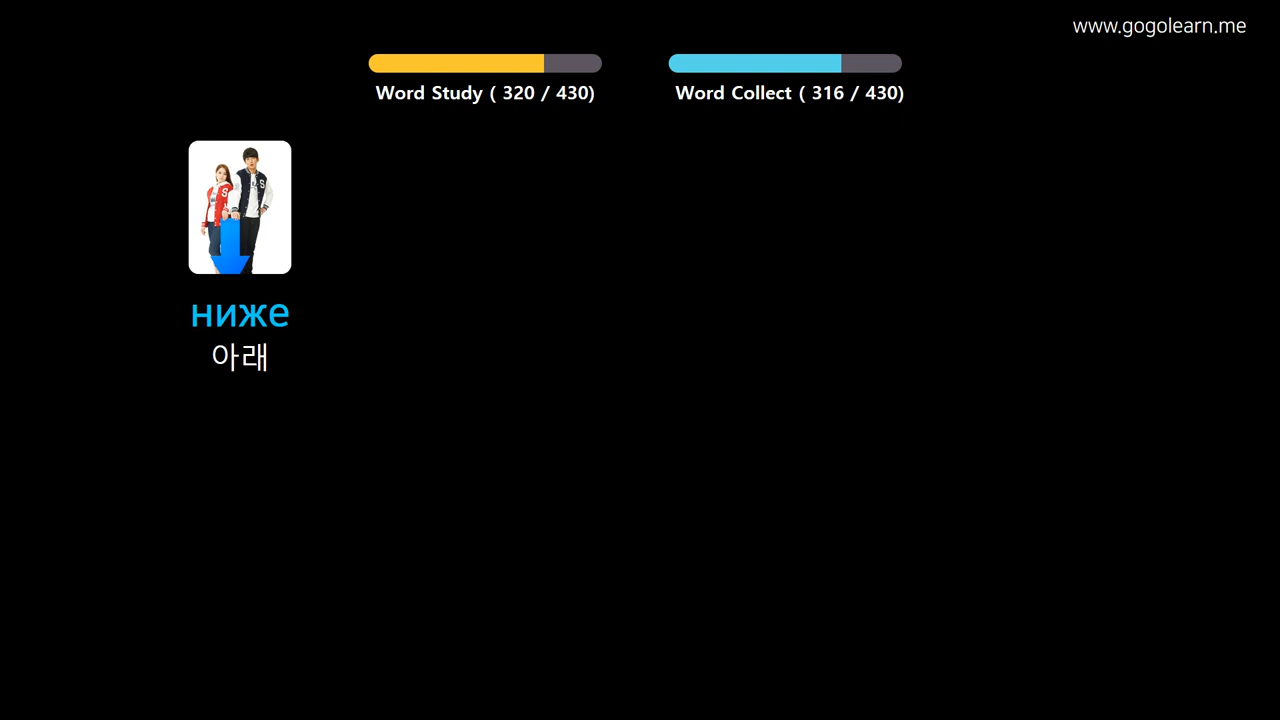 www.gogolearn.me
Word Study ( 320 / 430)
Word Collect ( 316 / 430)
S
S
ниже
아래